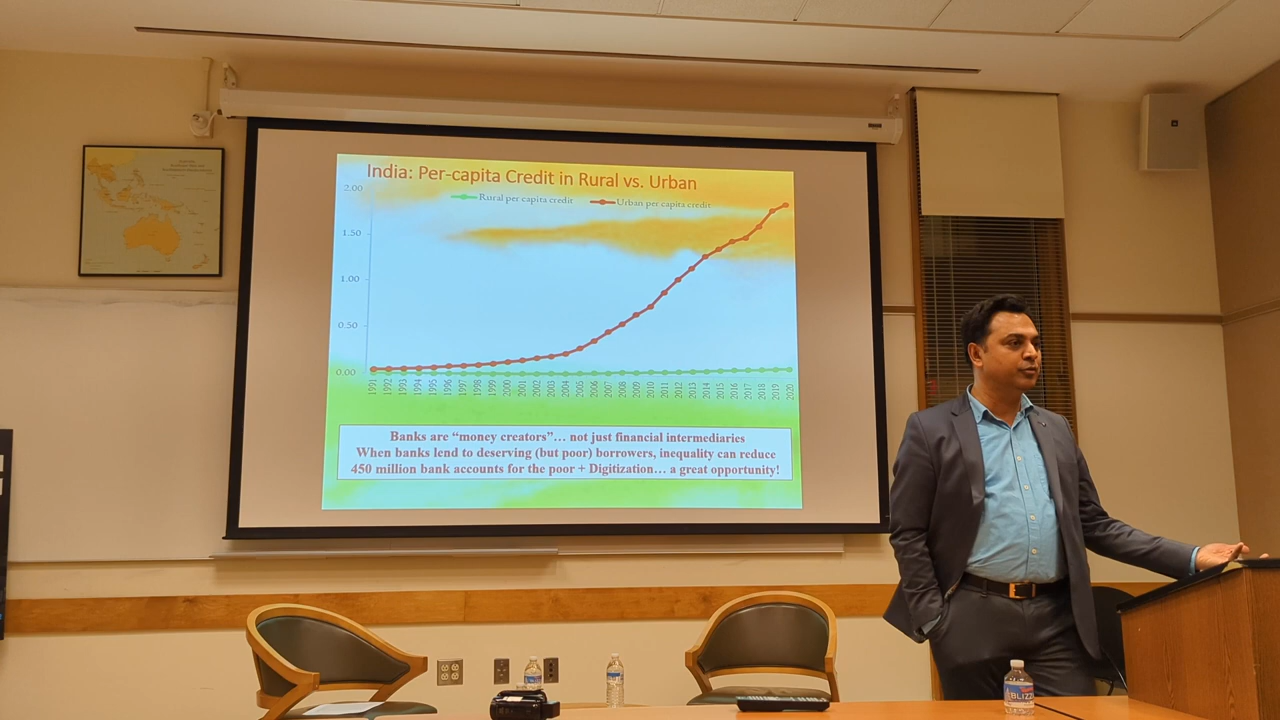 India: Per-capita Credit in Rural vs. Urban
2.00
Rural per capita credit
Urban per capita credit
1.50
1.00
0.50
0.00
1991 1992 1993 1994 1995 1996 1997 1998 1999 2000 2001 2002 2003 2004 2005 2006 2007 2008 2009 2010 2011 2012 2013 2014 2015 2016 2017 2018 2019 2020
Banks are “money creators”… not just financial intermediaries
When banks lend to deserving (but poor) borrowers, inequality can reduce
450 million bank accounts for the poor + Digitization… a great opportunity!
BLIZZ